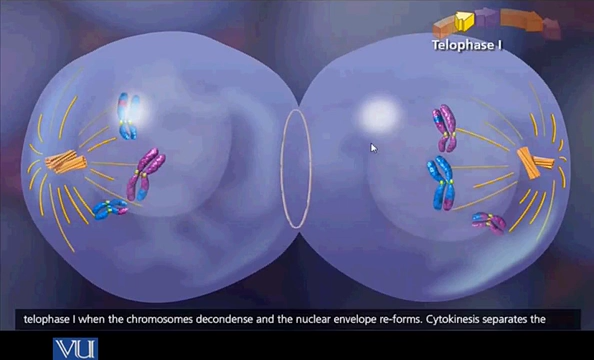 Telophase I
telophase I when the chromosomes decondense and the nuclear envelope re-forms. Cytokinesis separates the
VU